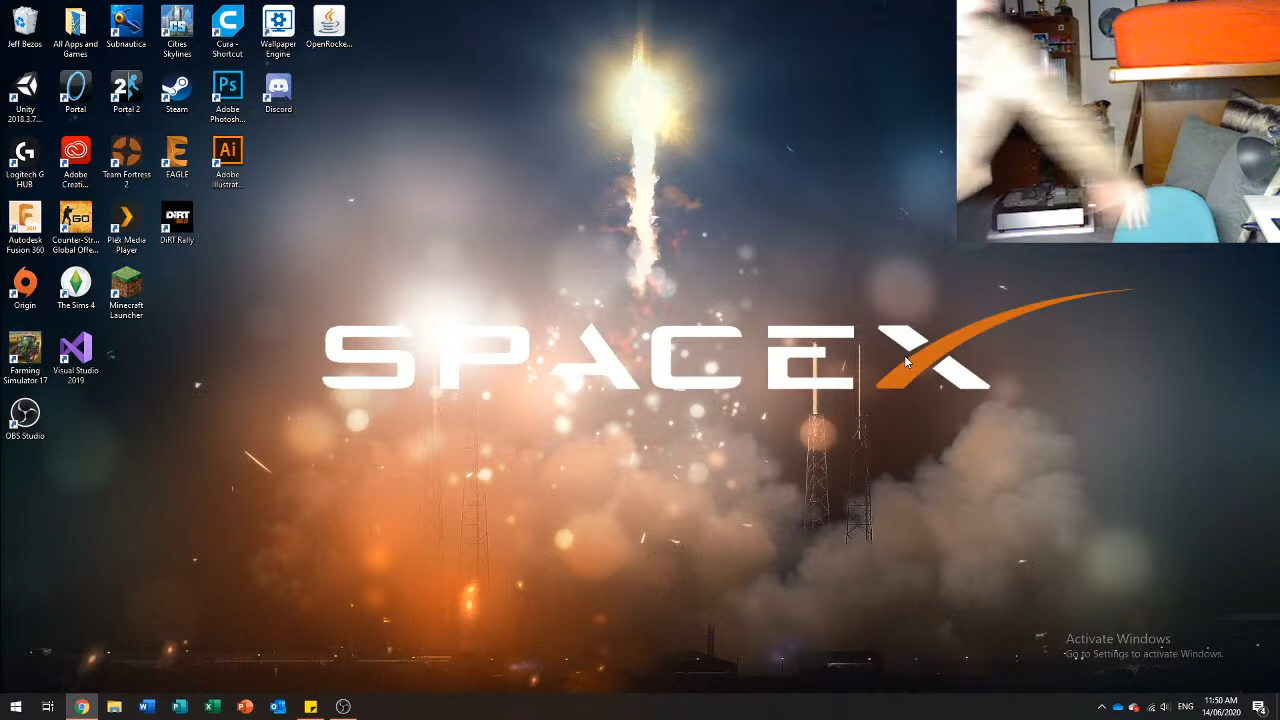 Jeff Bezos
All Apps and
Games
Subnautica
Cities
Skylines
Cura -
Shortcut
Wallpaper
Engine
OpenRocke...
Unity
2018.3.7...
Portal
Portal 2
Steam
Adobe
Photosh...
Discord
Logitech G
HUB
Adobe
Creati...
Team Fortress
2
EAGLE
Adobe
Illustrat...
Autodesk
Fusion 360
Counter-Str...
Global Offe...
Plex Media
Player
DiRT Rally
Origin
The Sims 4
Minecraft
Launcher
Farming
Simulator 17
Visual Studio
2019
OBS Studio
SPACEX
Activate Windows
Go to Settings to activate Windows.
ENG
11:50 AM
14/06/2020